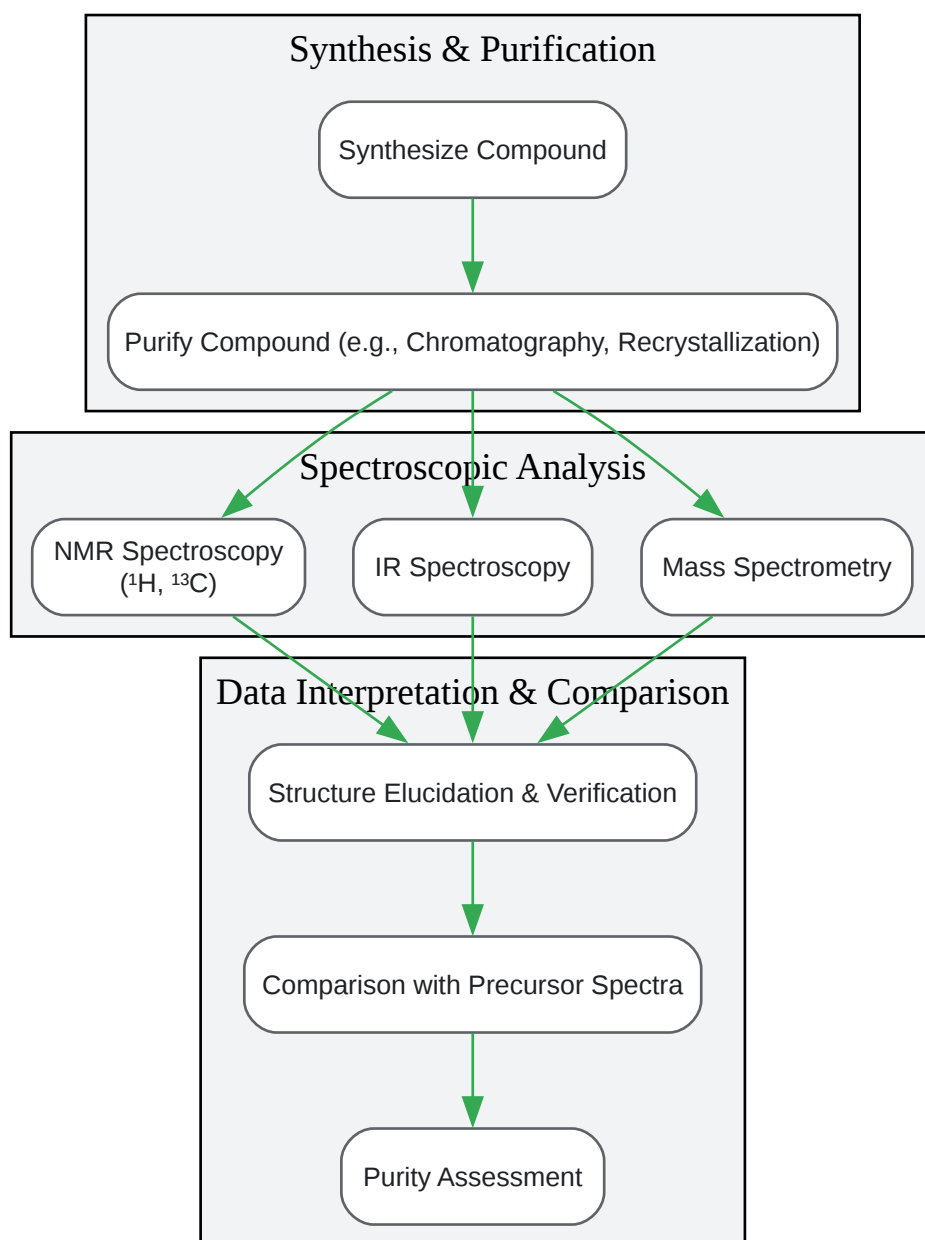 Synthesis & Purification
Synthesize Compound
Purify Compound (e.g., Chromatography, Recrystallization)
Spectroscopic Analysis
NMR Spectroscopy
(¹H, ¹³C)
IR Spectroscopy
Mass Spectrometry
Data Interpretation & Comparison
Structure Elucidation & Verification
Comparison with Precursor Spectra
Purity Assessment